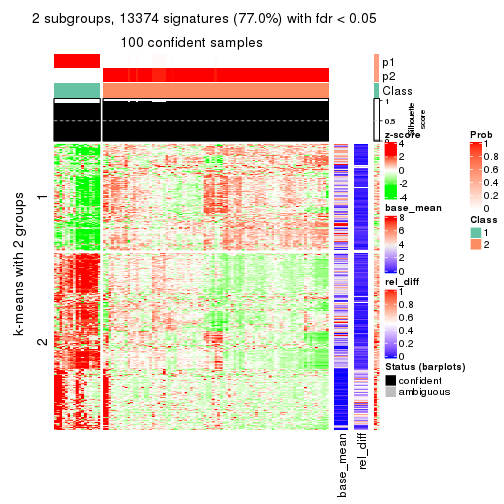 2 subgroups, 13374 signatures (77.0%) with fdr < 0.05
100 confident samples
p1
p2
Class
1
0.5
0
Silhouette
score
k-means with 2 groups
1
2
base_mean
rel_diff
z-score
4
2
0
-2
-4
base_mean
8
6
4
2
0
rel_diff
1
0.8
0.6
0.4
0.2
0
Status (barplots)
confident
ambiguous
Prob
1
0.8
0.6
0.4
0.2
0
Class
1
2